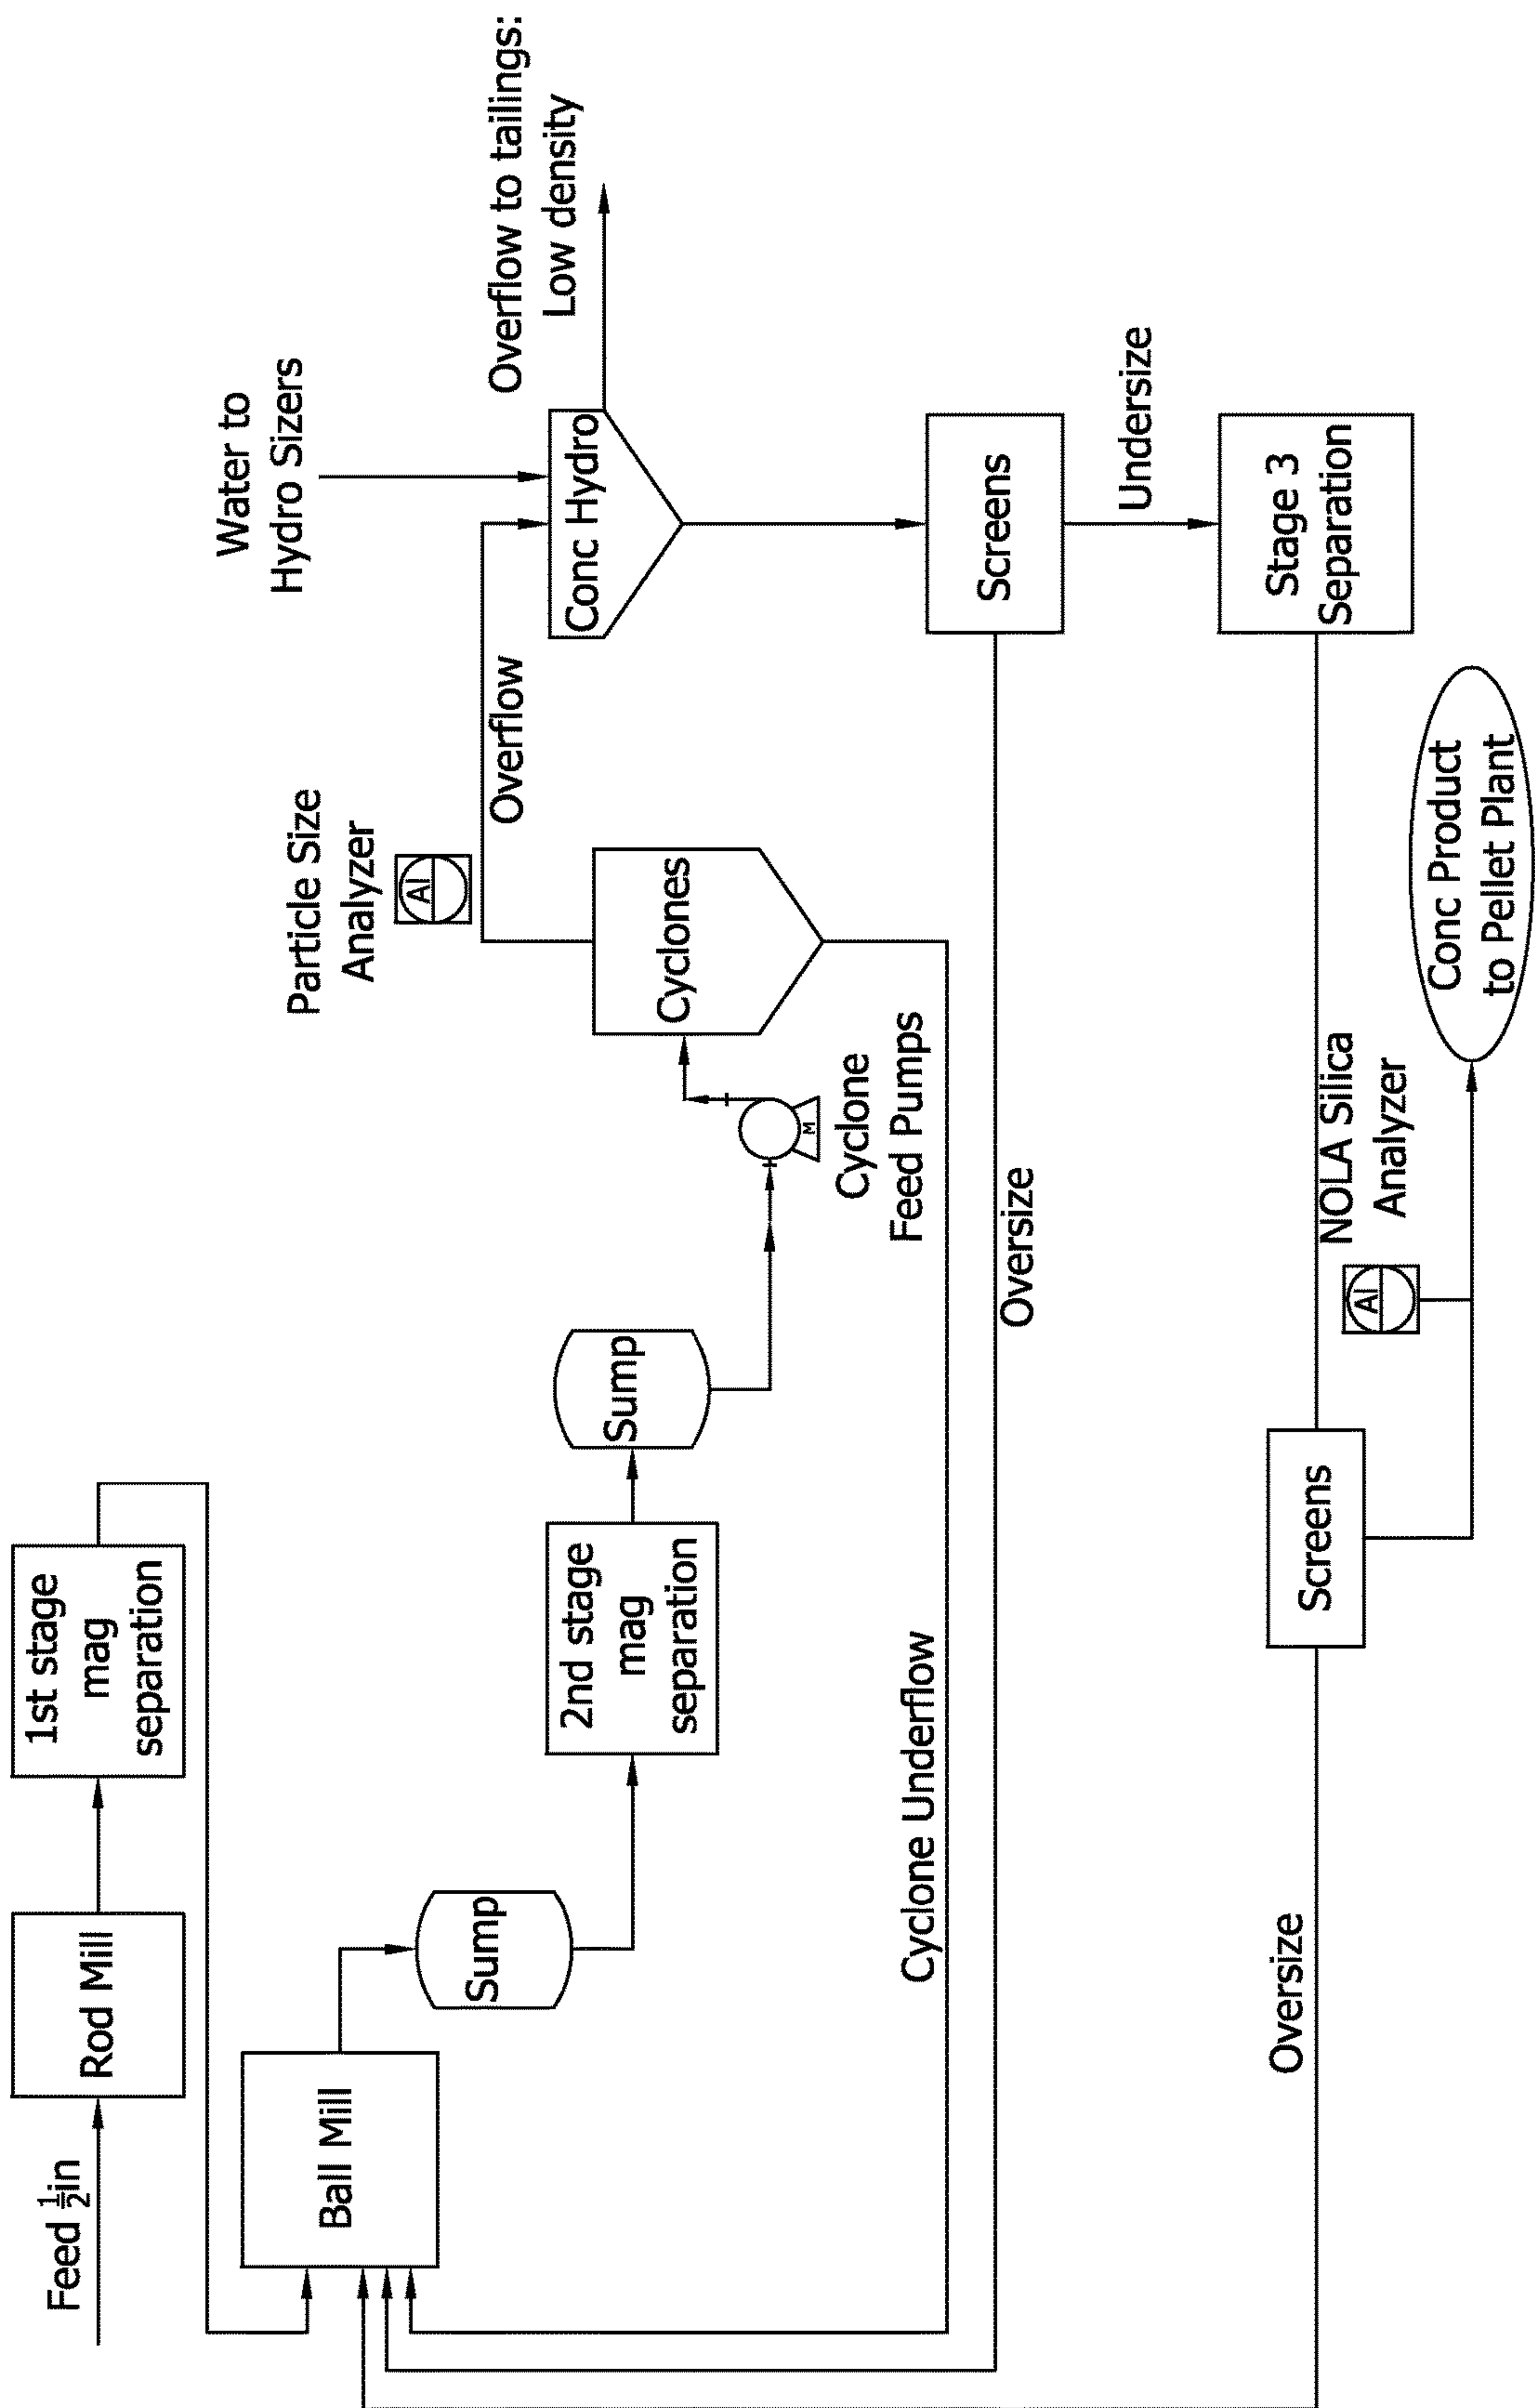 Feed 1/2in
Rod Mill
1st stage
mag
separation
Ball Mill
Sump
2nd stage
mag
separation
Sump
M
Cyclone
Feed Pumps
Cyclones
Particle Size
Analyzer
AI
Overflow
Water to
Hydro Sizers
Conc Hydro
Overflow to tailings:
Low density
Cyclone Underflow
Screens
Oversize
Undersize
Stage 3
Separation
Screens
Oversize
NOLA Silica
Analyzer
AI
Conc Product
to Pellet Plant